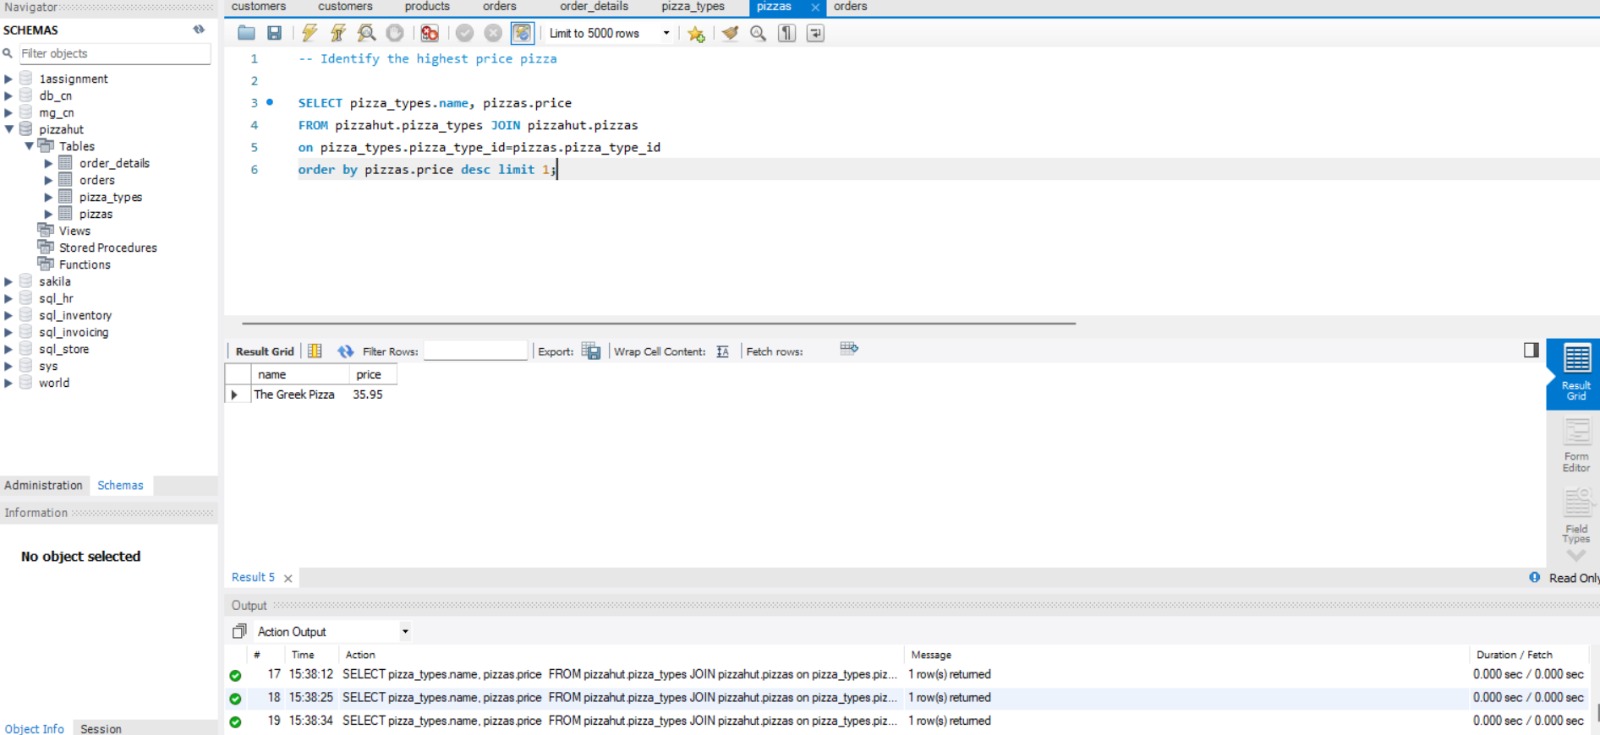 Navigator
customers customers products orders order_details pizza_types pizzas orders
SCHEMAS
Filter objects
Limit to 5000 rows
1assignment
db_cn
mg_cn
pizzahut
Tables
order_details
orders
pizza_types
pizzas
Views
Stored Procedures
Functions
sakila
sql_hr
sql_inventory
sql_invoicing
sql_store
sys
world
Administration Schemas
Information
No object selected
Object Info Session
1 -- Identify the highest price pizza
2
3 SELECT pizza_types.name, pizzas.price
4 FROM pizzahut.pizza_types JOIN pizzahut.pizzas
5 on pizza_types.pizza_type_id=pizzas.pizza_type_id
6 order by pizzas.price desc limit 1;
Result Grid Filter Rows: Export: Wrap Cell Content: Fetch rows:
name price
The Greek Pizza 35.95
Result Grid
Form Editor
Field Types
Result 5 Read Only
Output
Action Output
# Time Action Message Duration / Fetch
17 15:38:12 SELECT pizza_types.name, pizzas.price FROM pizzahut.pizza_types JOIN pizzahut.pizzas on pizza_types.piz... 1 row(s) returned 0.000 sec / 0.000 sec
18 15:38:25 SELECT pizza_types.name, pizzas.price FROM pizzahut.pizza_types JOIN pizzahut.pizzas on pizza_types.piz... 1 row(s) returned 0.000 sec / 0.000 sec
19 15:38:34 SELECT pizza_types.name, pizzas.price FROM pizzahut.pizza_types JOIN pizzahut.pizzas on pizza_types.piz... 1 row(s) returned 0.000 sec / 0.000 sec